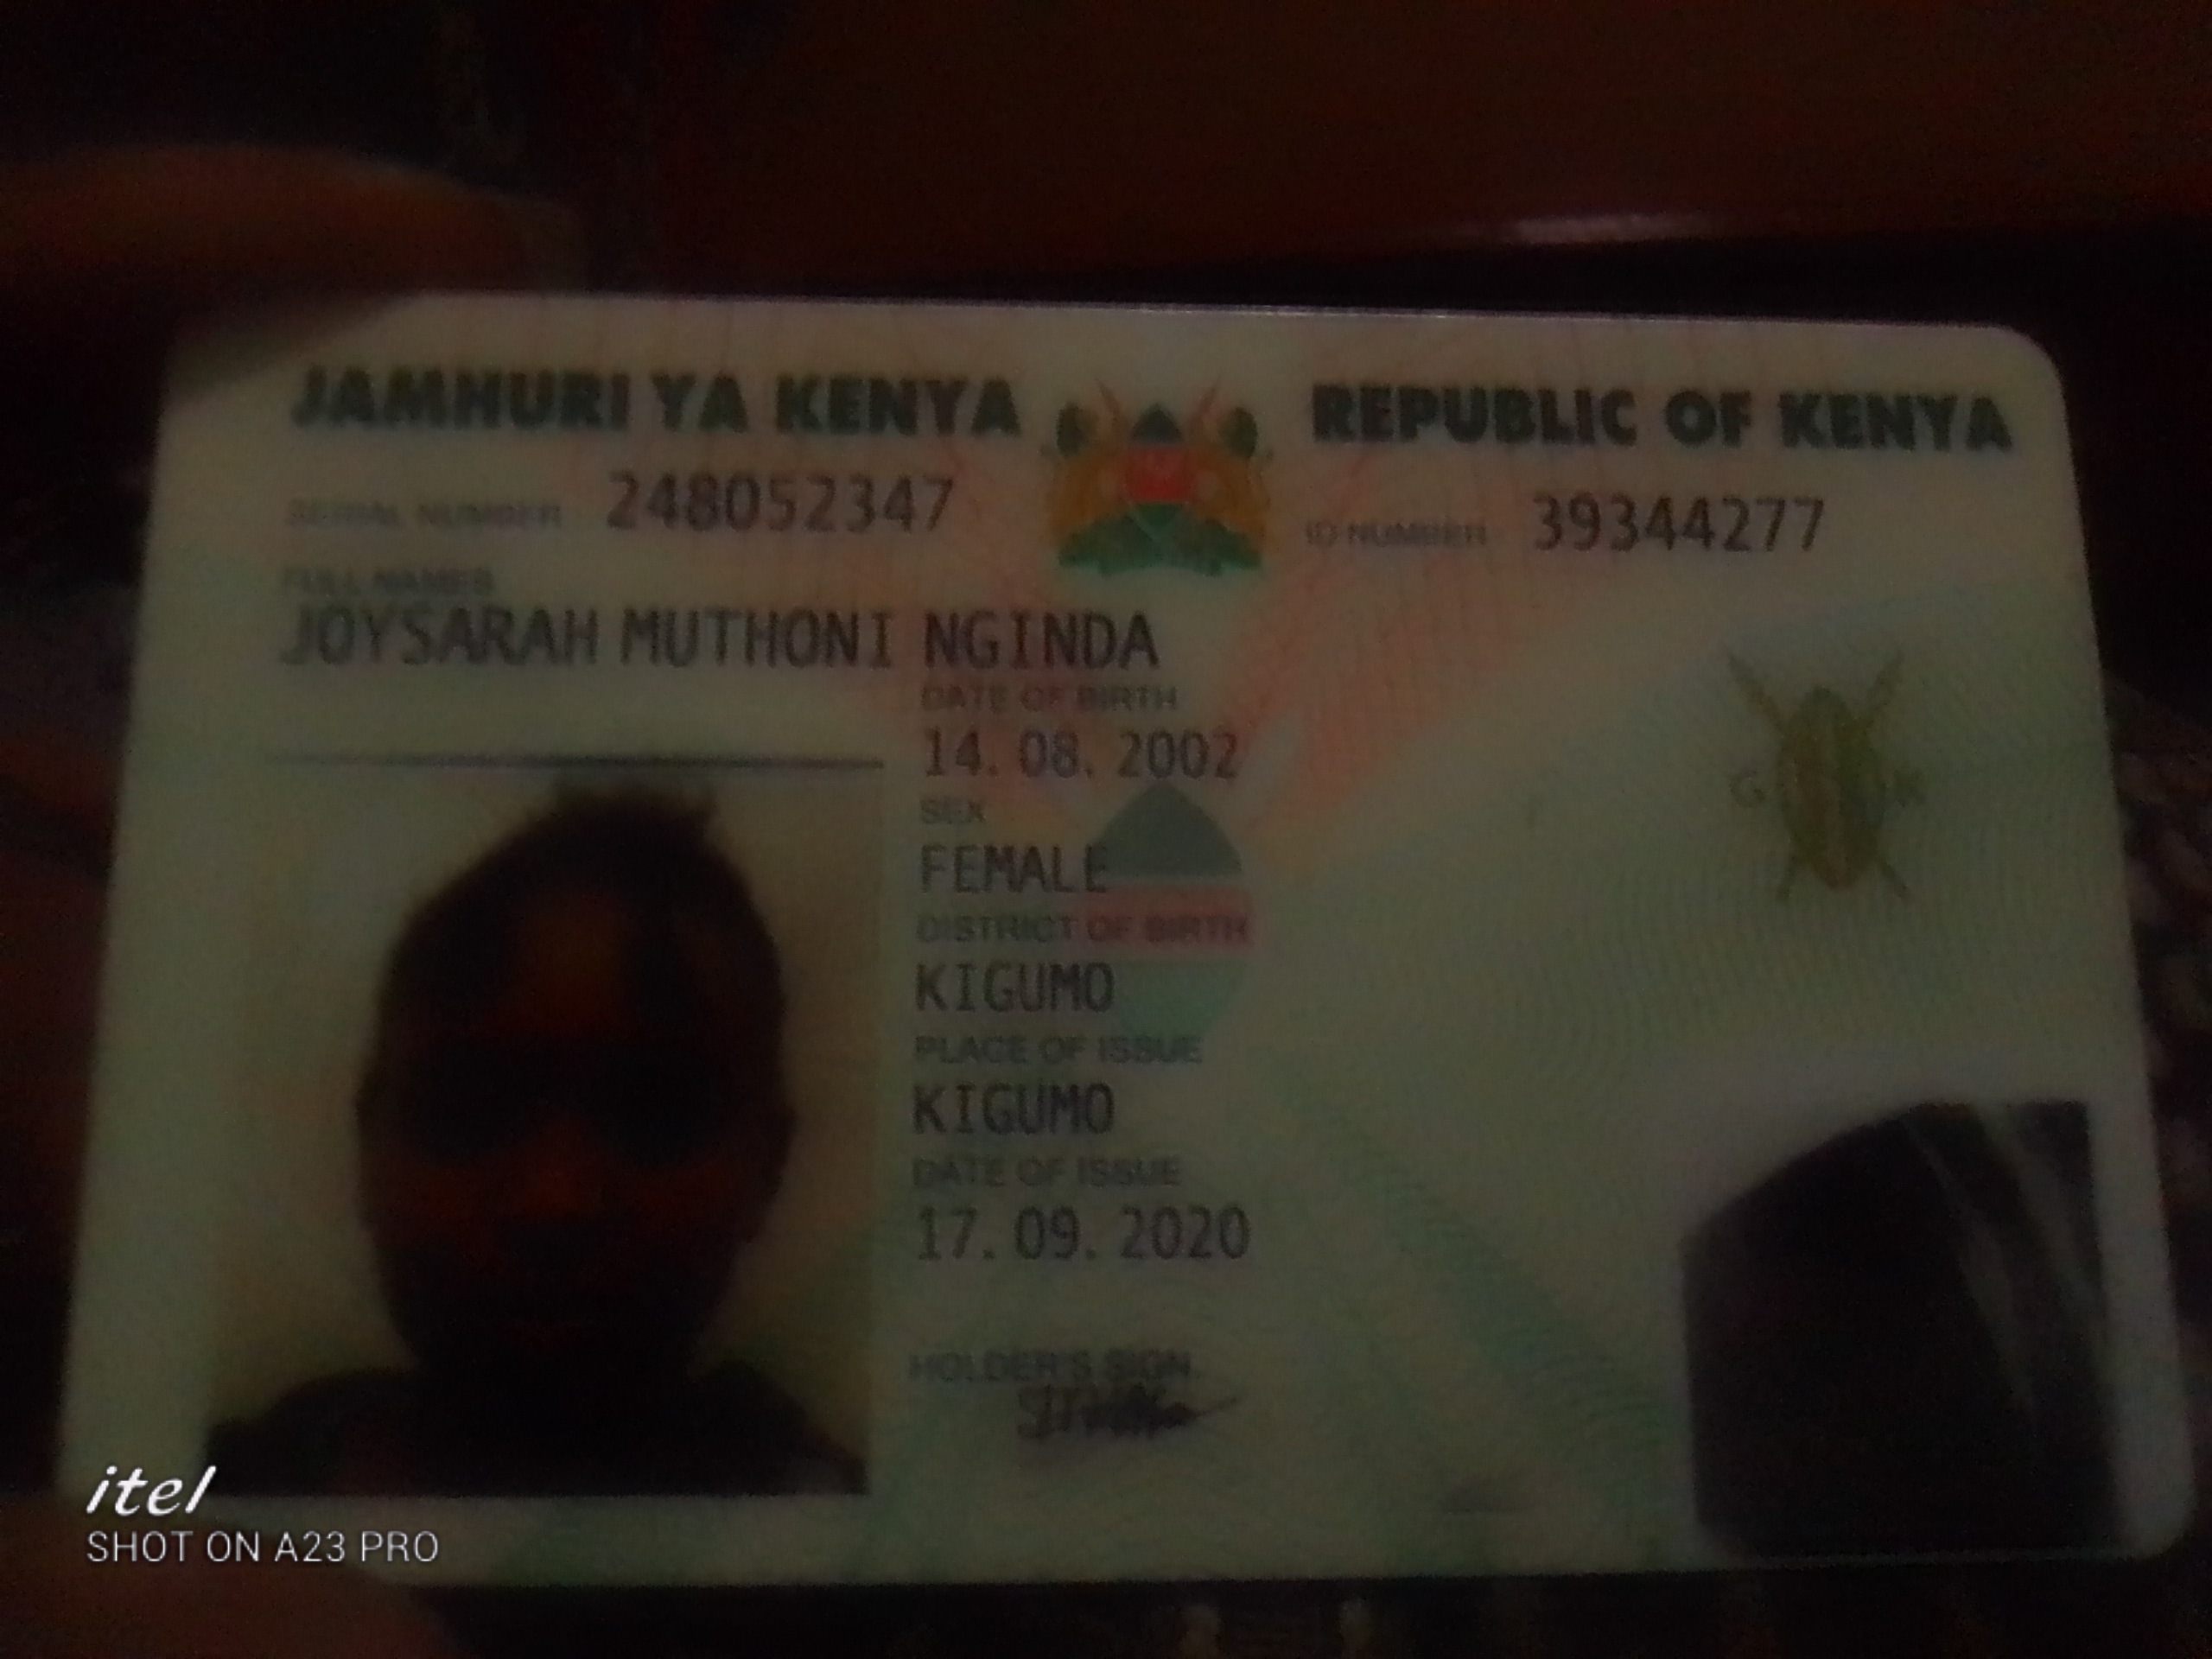 JAMHURI YA KENYA REPUBLIC OF KENYA
SERIAL NUMBER 248052347 ID NUMBER 39344277
FULL NAMES
JOYSARAH MUTHONI NGINDA
DATE OF BIRTH
14. 08. 2002
SEX
FEMALE
DISTRICT OF BIRTH
KIGUMO
PLACE OF ISSUE
KIGUMO
DATE OF ISSUE
17. 09. 2020
HOLDER'S SIGN.
G K
itel
SHOT ON A23 PRO